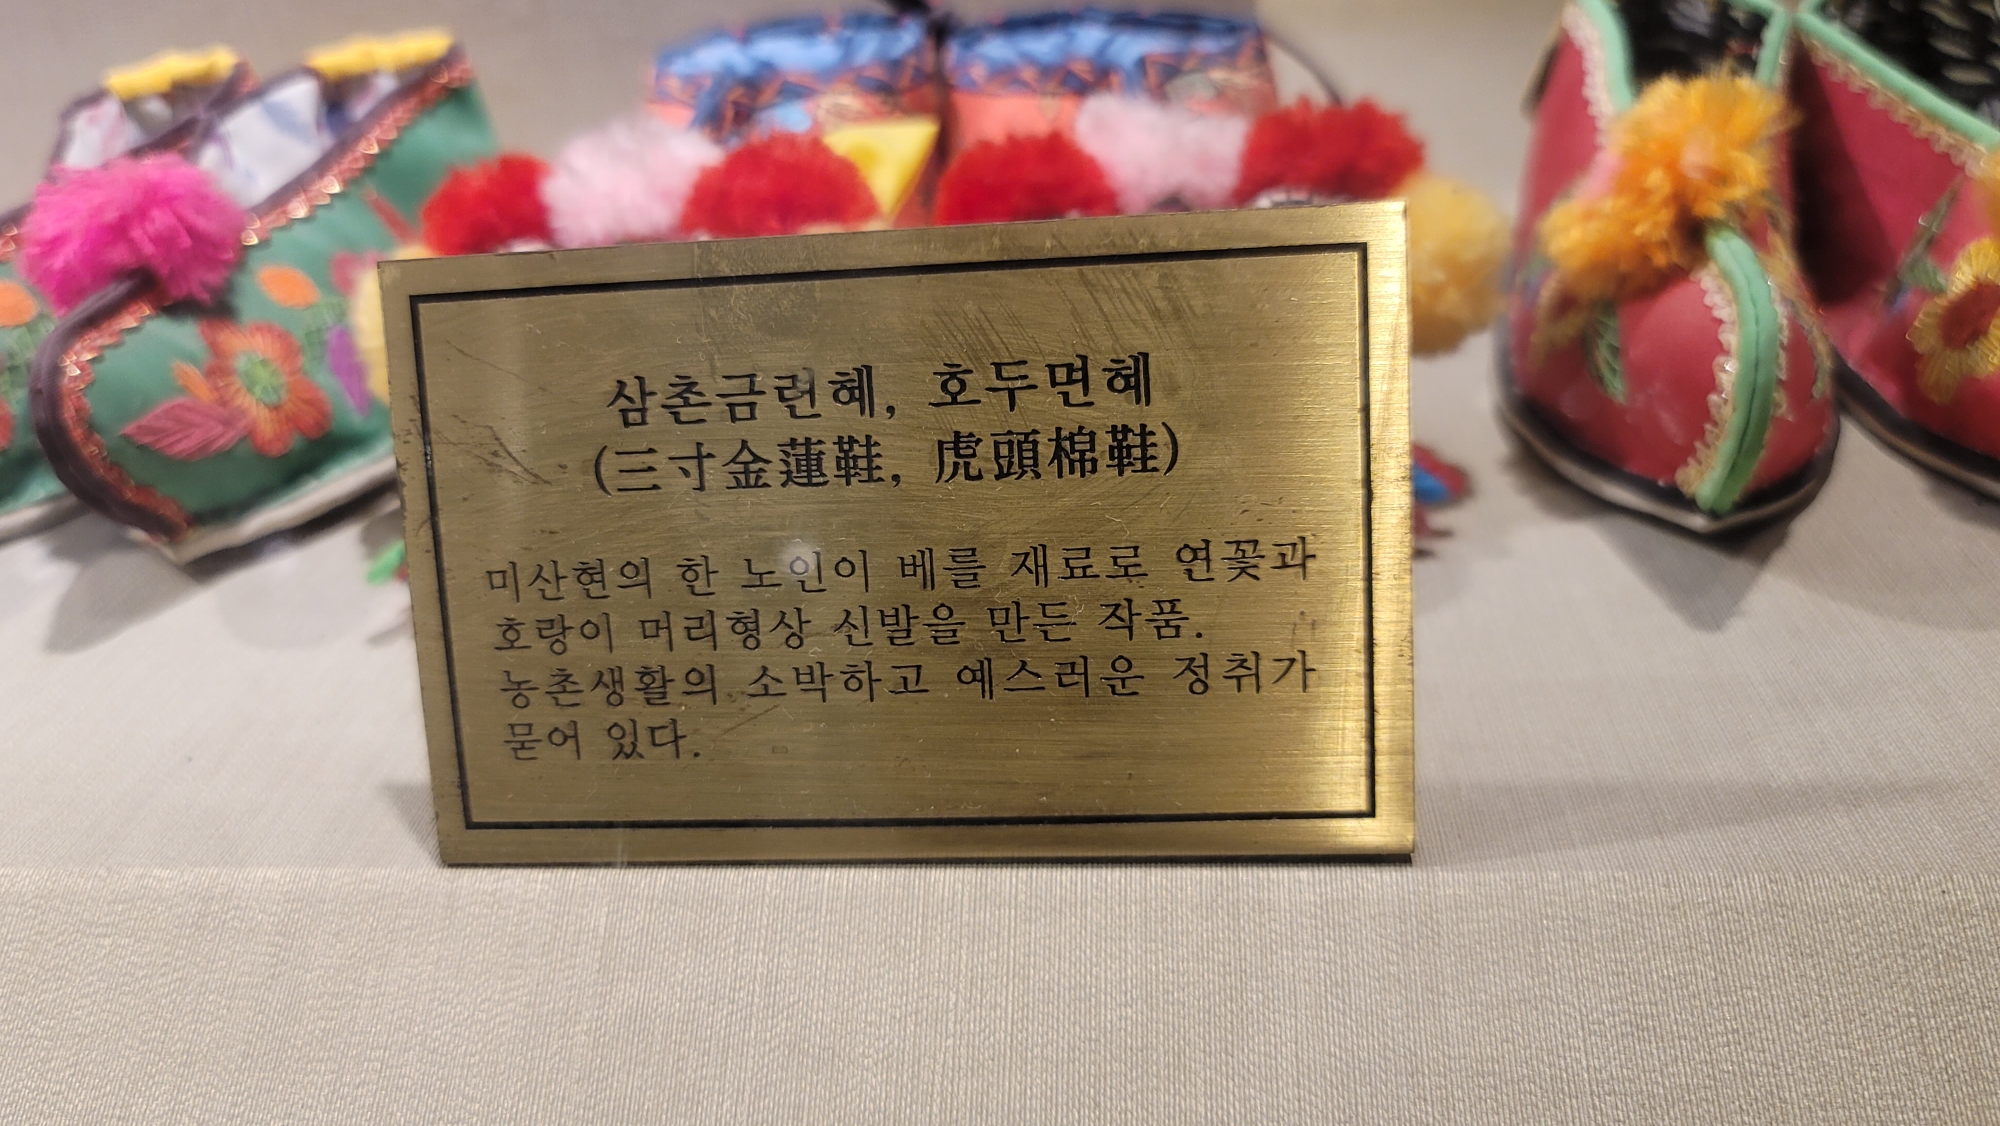 삼촌금련혜, 호두면혜
(三寸金蓮鞋, 虎頭棉鞋)
미산현의 한 노인이 베를 재료로 연꽃과
호랑이 머리형상 신발을 만든 작품.
농촌생활의 소박하고 예스러운 정취가
묻어 있다.